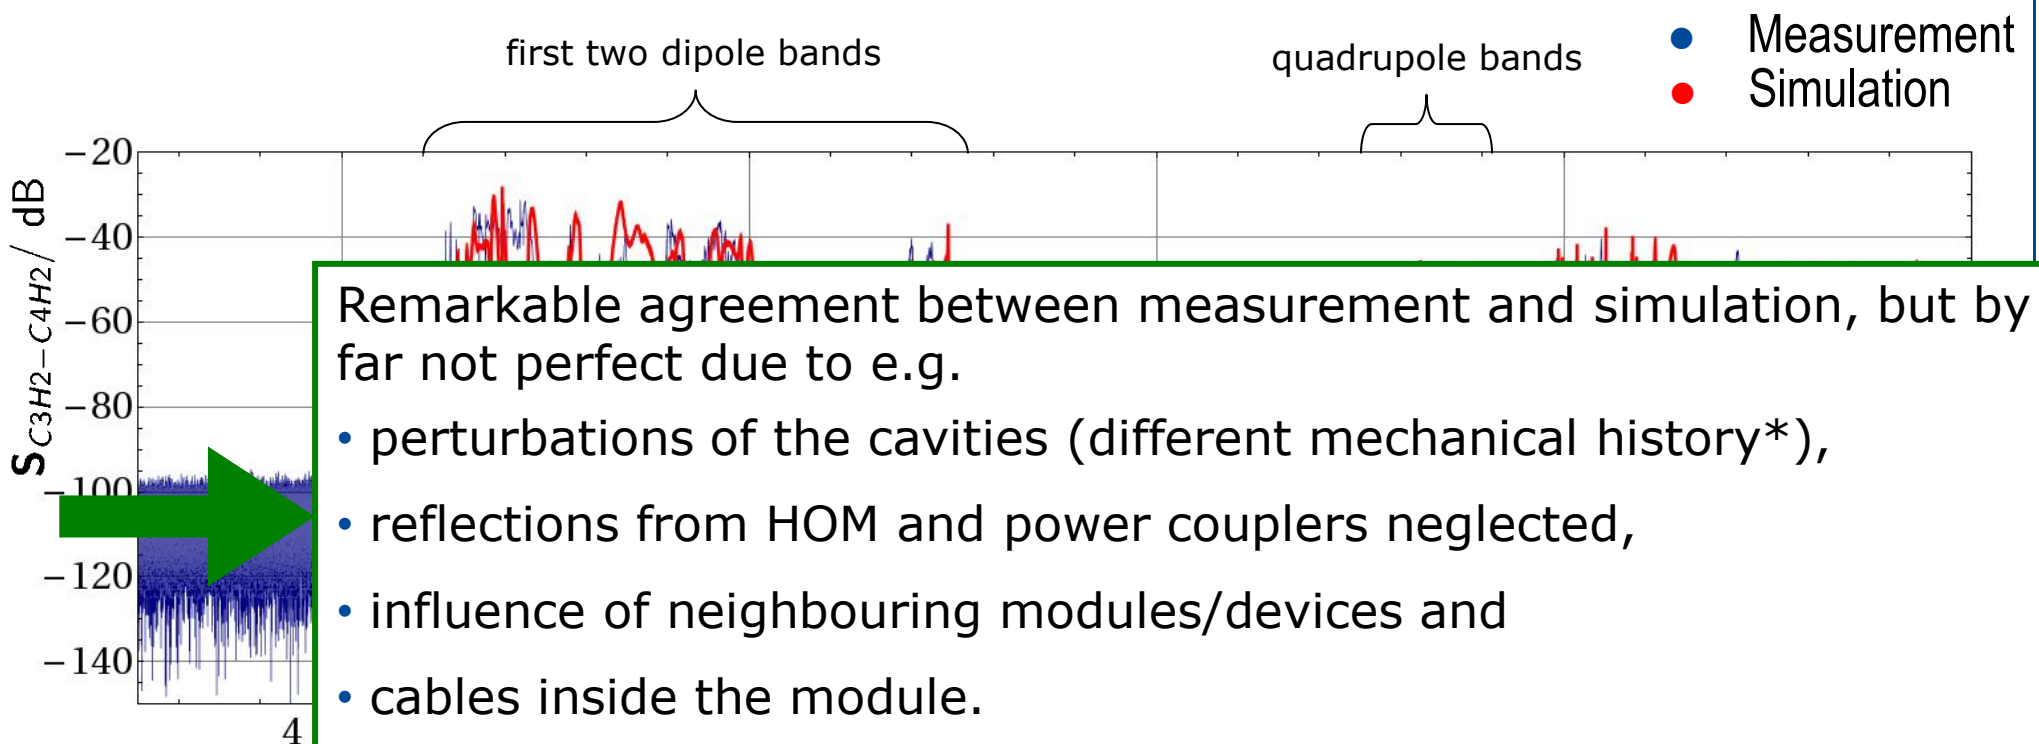 first two dipole bands
quadrupole bands
Measurement
Simulation
S C3H2−C4H2 / dB
−20
−40
−60
−80
−100
−120
−140
4
Remarkable agreement between measurement and simulation, but by
far not perfect due to e.g.
• perturbations of the cavities (different mechanical history*),
• reflections from HOM and power couplers neglected,
• influence of neighbouring modules/devices and
• cables inside the module.